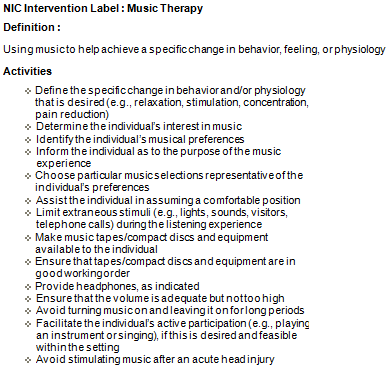 NIC Intervention Label : Music Therapy
Definition :
Using music to help achieve a specific change in behavior, feeling, or physiology
Activities
❖ Define the specific change in behavior and/or physiology
that is desired (e.g., relaxation, stimulation, concentration,
pain reduction)
❖ Determine the individual's interest in music
❖ Identify the individual's musical preferences
❖ Inform the individual as to the purpose of the music
experience
❖ Choose particular music selections representative of the
individual's preferences
❖ Assist the individual in assuming a comfortable position
❖ Limit extraneous stimuli (e.g., lights, sounds, visitors,
telephone calls) during the listening experience
❖ Make music tapes/compact discs and equipment
available to the individual
❖ Ensure that tapes/compact discs and equipment are in
good working order
❖ Provide headphones, as indicated
❖ Ensure that the volume is adequate but not too high
❖ Avoid turning music on and leaving it on for long periods
❖ Facilitate the individual's active participation (e.g., playing
an instrument or singing), if this is desired and feasible
within the setting
❖ Avoid stimulating music after an acute head injury